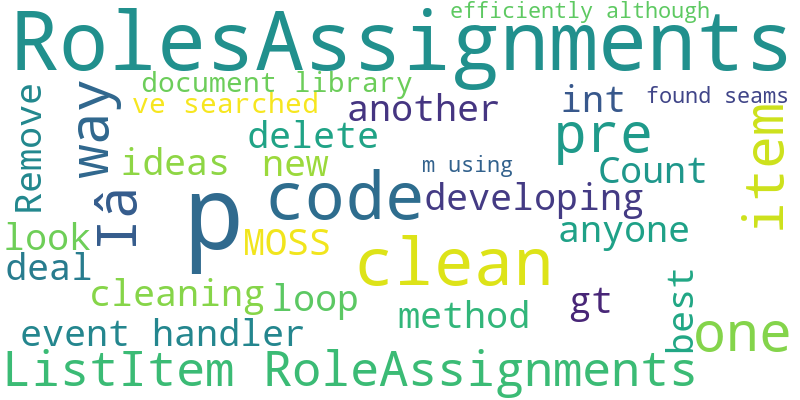 efficiently although
RolesAssignments
document library
ve searched
another
int
found seams
Remove
Iâ way
delete
pre
item
ideas
new
m using
Count
p
code
developing
look
MOSS
anyone
deal
clean
cleaning
loop
method
gt
best
event handler
one
ListItem RoleAssignments